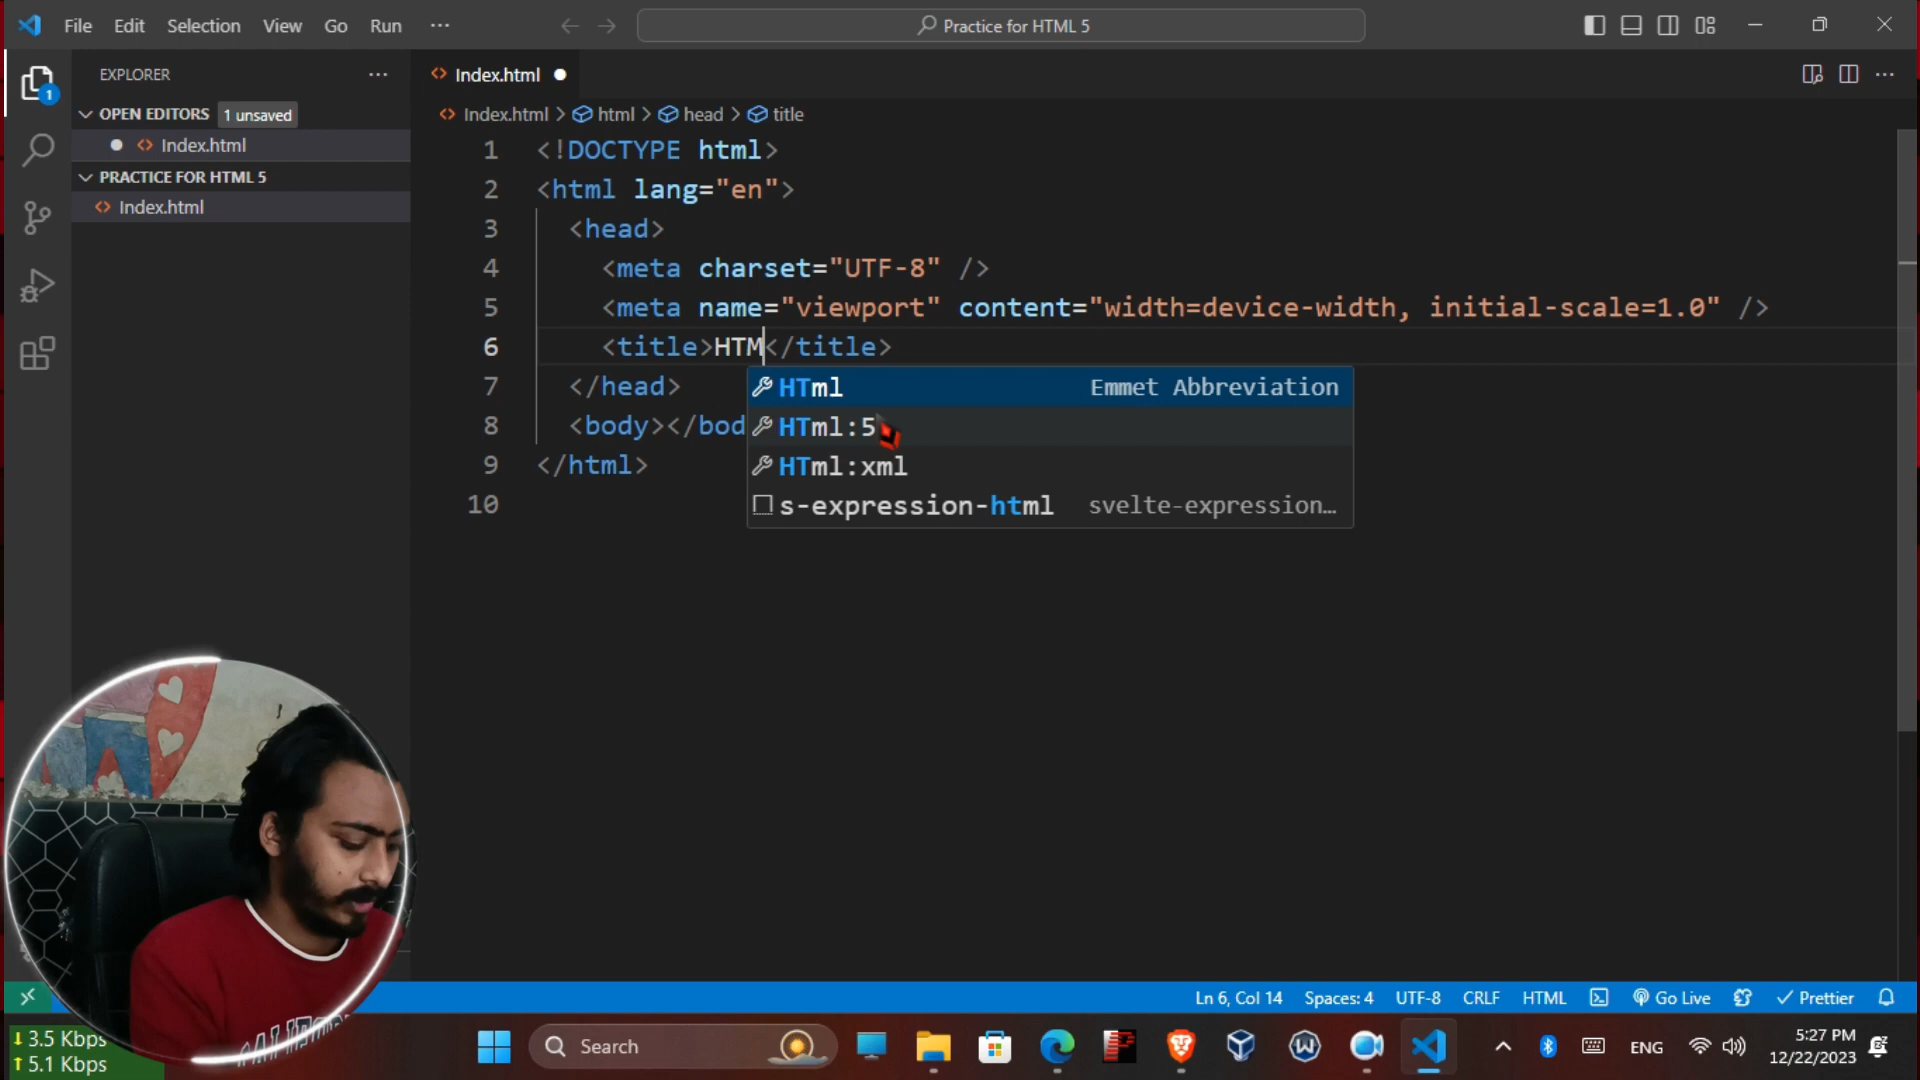 File Edit Selection View Go Run ···
Practice for HTML 5
EXPLORER ···
OPEN EDITORS 1 unsaved
Index.html
PRACTICE FOR HTML 5
Index.html
Index.html
Index.html > html > head > title
1 <!DOCTYPE html>
2 <html lang="en">
3 <head>
4 <meta charset="UTF-8" />
5 <meta name="viewport" content="width=device-width, initial-scale=1.0" />
6 <title>HTM</title>
7 </head>
8 <body></bod
9 </html>
10
HTml Emmet Abbreviation
HTml:5
HTml:xml
s-expression-html svelte-expression…
1
Ln 6, Col 14 Spaces: 4 UTF-8 CRLF HTML Go Live Prettier
3.5 Kbps
5.1 Kbps
Search
ENG
5:27 PM
12/22/2023